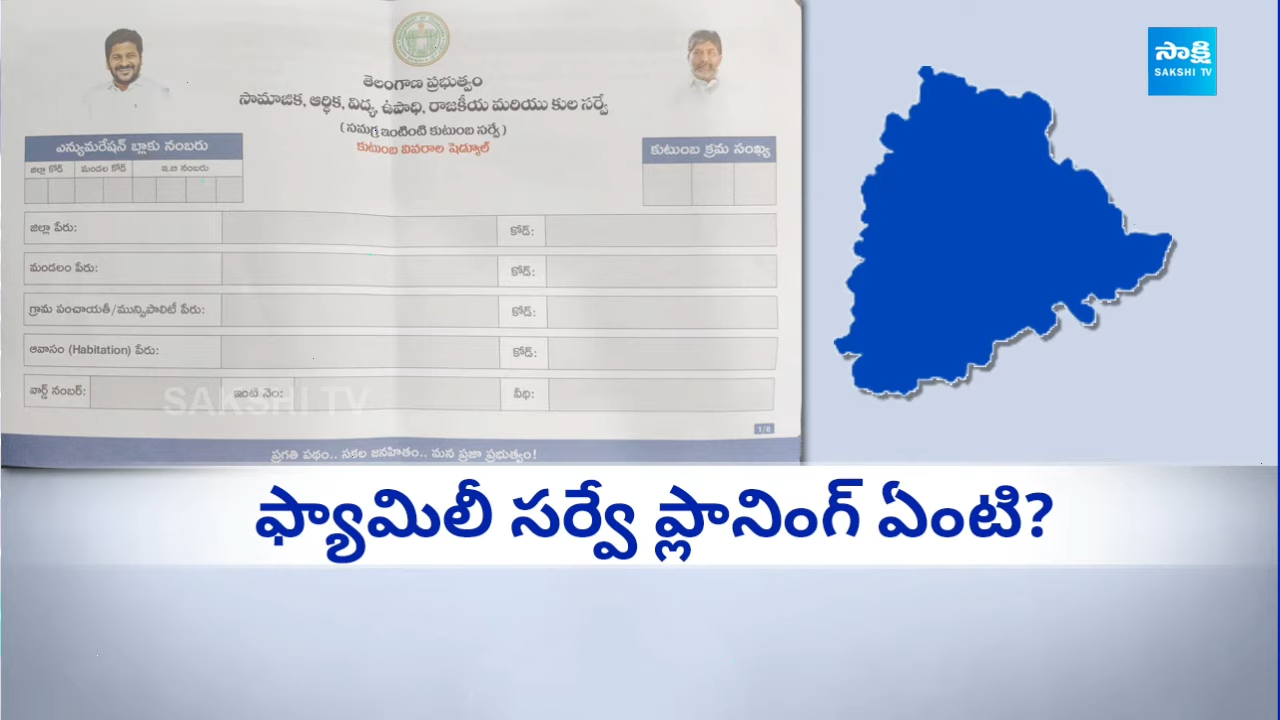 సాక్షి
SAKSHI TV
తెలంగాణ ప్రభుత్వం
సామాజిక, ఆర్థిక, విద్య, ఉపాధి, రాజకీయ మరియు కుల సర్వే
(సమగ్ర ఇంటింటి కుటుంబ సర్వే)
కుటుంబ వివరాల షెడ్యూల్
ఎన్యుమరేషన్ బ్లాకు నంబరు
జిల్లా కోడ్ మండల కోడ్ ఇ.బి నంబరు
కుటుంబ క్రమ సంఖ్య
జిల్లా పేరు: కోడ్:
మండలం పేరు: కోడ్:
గ్రామ పంచాయతీ/మున్సిపాలిటీ పేరు: కోడ్:
ఆవాసం (Habitation) పేరు: కోడ్:
వార్డ్ నంబర్: ఇంటి నెం: వీధి:
SAKSHI TV
1/8
ప్రగతి పథం.. సకల జనహితం.. మన ప్రజా ప్రభుత్వం!
ఫ్యామిలీ సర్వే ప్లానింగ్ ఏంటి?